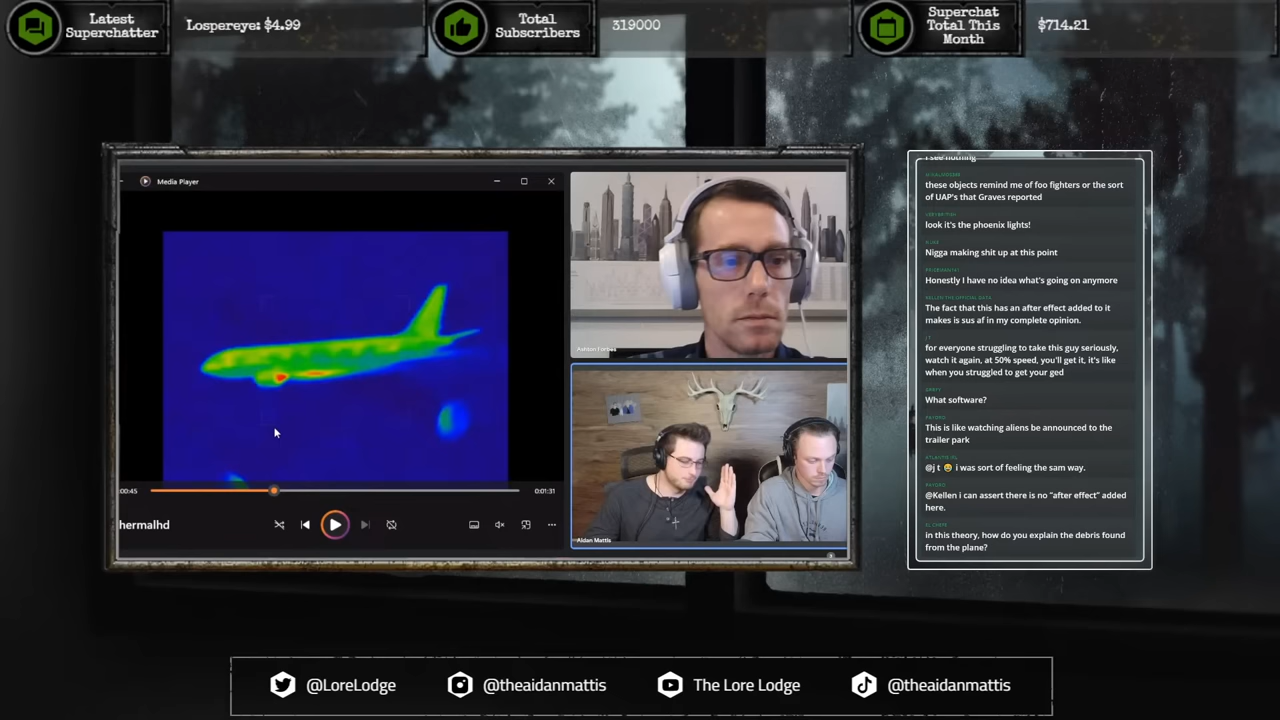 Latest
Superchatter
Lospereye: $4.99
Total
Subscribers
319000
Superchat
Total This
Month
$714.21
Media Player
00:45
0:01:31
hermalhd
Ashton Forbes
Aidan Mattis
I see nothing
these objects remind me of foo fighters or the sort
of UAP's that Graves reported
look it's the phoenix lights!
Nigga making shit up at this point
Honestly I have no idea what's going on anymore
The fact that this has an after effect added to it
makes is sus af in my complete opinion.
for everyone struggling to take this guy seriously,
watch it again, at 50% speed, you'll get it, it's like
when you struggled to get your ged
What software?
This is like watching aliens be announced to the
trailer park
@j t 😆 i was sort of feeling the sam way.
@Kellen i can assert there is no "after effect" added
here.
in this theory, how do you explain the debris found
from the plane?
@LoreLodge
@theaidanmattis
The Lore Lodge
@theaidanmattis